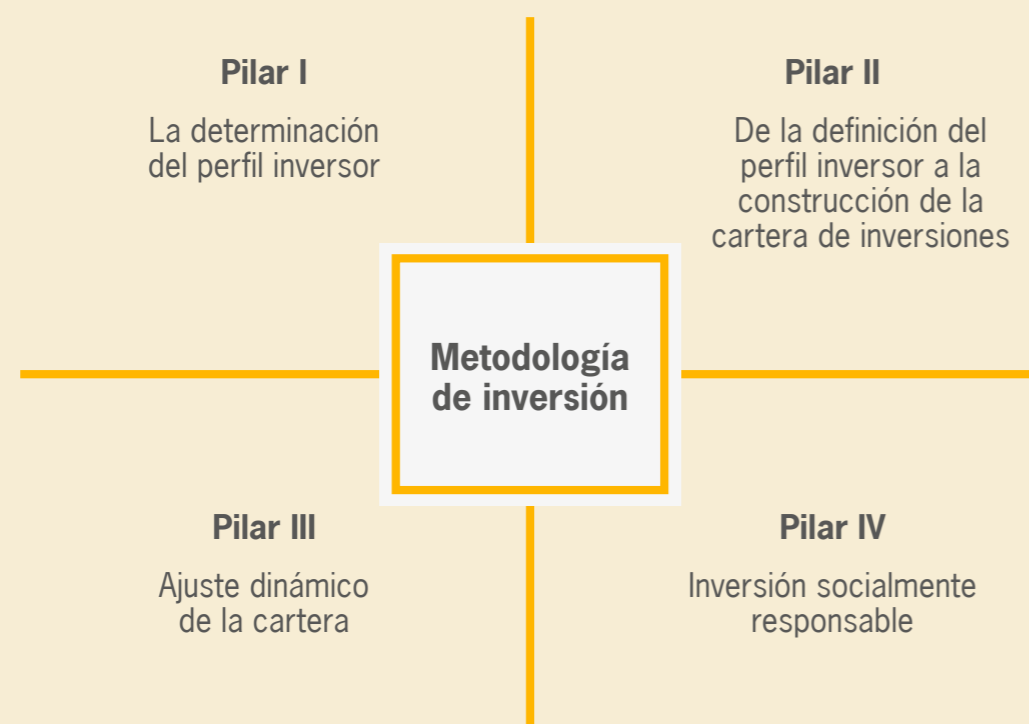 Pilar I
La determinación
del perfil inversor
Pilar II
De la definición del
perfil inversor a la
construcción de la
cartera de inversiones
Metodología
de inversión
Pilar III
Ajuste dinámico
de la cartera
Pilar IV
Inversión socialmente
responsable